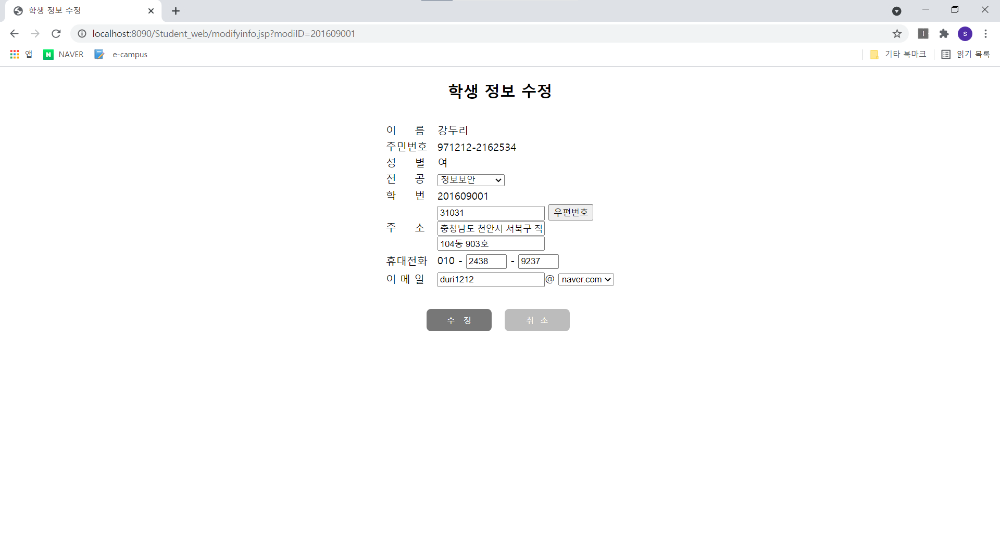 학생 정보 수정
localhost:8090/Student_web/modifyinfo.jsp?modiID=201609001
s
앱 NAVER e-campus 기타 북마크 읽기 목록
학생 정보 수정
이 름 강두리
주민번호 971212-2162534
성 별 여
전 공 정보보안
학 번 201609001
31031 우편번호
주 소 충청남도 천안시 서북구 직
104동 903호
휴대전화 010 - 2438 - 9237
이 메 일 duri1212 @ naver.com
수 정 취 소